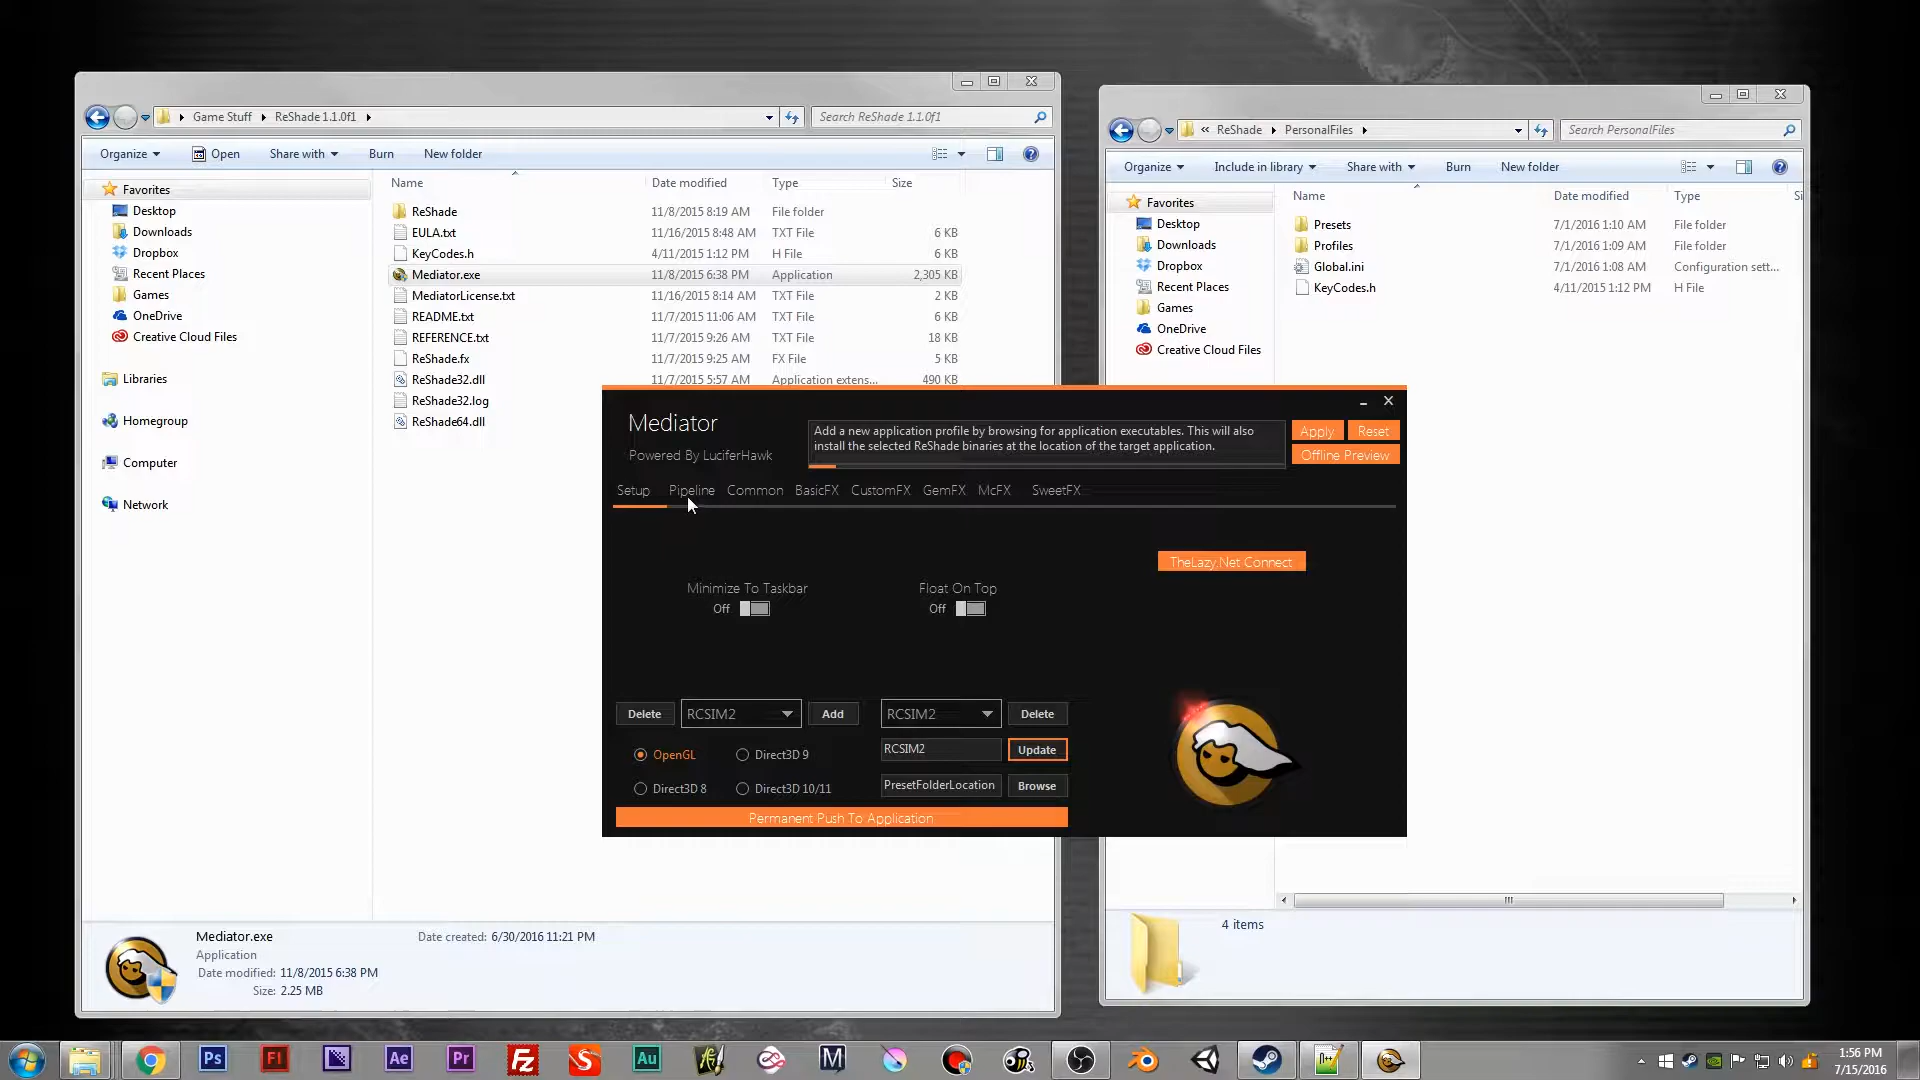 Game Stuff
ReShade 1.1.0f1
Search ReShade 1.1.0f1
Organize
Open
Share with
Burn
New folder
Favorites
Desktop
Downloads
Dropbox
Recent Places
Games
OneDrive
Creative Cloud Files
Libraries
Homegroup
Computer
Network
Name Date modified Type Size
ReShade 11/8/2015 8:19 AM File folder
EULA.txt 11/16/2015 8:48 AM TXT File 6 KB
KeyCodes.h 4/11/2015 1:12 PM H File 6 KB
Mediator.exe 11/8/2015 6:38 PM Application 2,305 KB
MediatorLicense.txt 11/16/2015 8:14 AM TXT File 2 KB
README.txt 11/7/2015 11:06 AM TXT File 6 KB
REFERENCE.txt 11/7/2015 9:26 AM TXT File 18 KB
ReShade.fx 11/7/2015 9:25 AM FX File 5 KB
ReShade32.dll 11/7/2015 5:57 AM Application extens... 490 KB
ReShade32.log
ReShade64.dll
Mediator.exe Date created: 6/30/2016 11:21 PM
Application
Date modified: 11/8/2015 6:38 PM
Size: 2.25 MB
« ReShade
PersonalFiles
Search PersonalFiles
Organize
Include in library
Share with
Burn
New folder
Favorites
Desktop
Downloads
Dropbox
Recent Places
Games
OneDrive
Creative Cloud Files
Name Date modified Type Si
Presets 7/1/2016 1:10 AM File folder
Profiles 7/1/2016 1:09 AM File folder
Global.ini 7/1/2016 1:08 AM Configuration sett...
KeyCodes.h 4/11/2015 1:12 PM H File
4 items
Mediator
Powered By LuciferHawk
Add a new application profile by browsing for application executables. This will also
install the selected ReShade binaries at the location of the target application.
Apply
Reset
Offline Preview
Setup Pipeline Common BasicFX CustomFX GemFX McFX SweetFX
TheLazy.Net Connect
Minimize To Taskbar
Off
Float On Top
Off
Delete RCSIM2 Add
RCSIM2 Delete
OpenGL
Direct3D 9
RCSIM2 Update
Direct3D 8
Direct3D 10/11
PresetFolderLocation Browse
Permanent Push To Application
Ps
Fl
Ae
Pr
Fz
S
Au
M
1:56 PM
7/15/2016